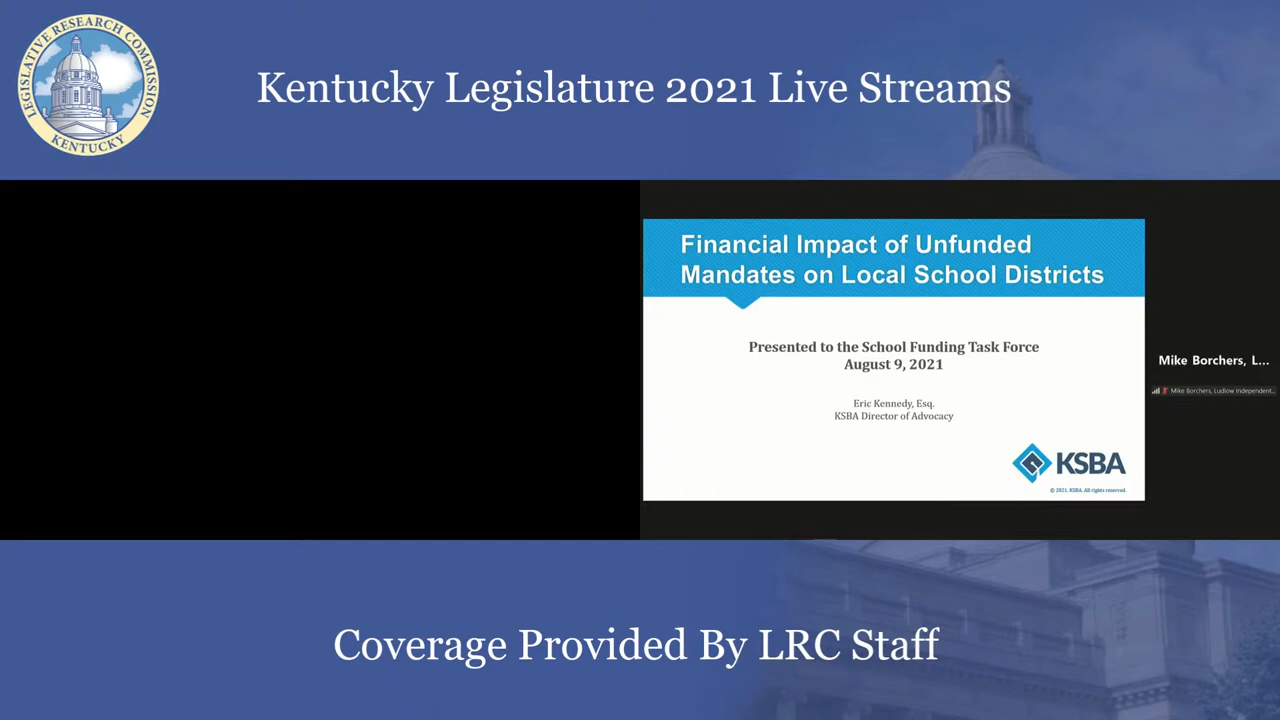 LEGISLATIVE RESEARCH COMMISSION
KENTUCKY
Kentucky Legislature 2021 Live Streams
Financial Impact of Unfunded
Mandates on Local School Districts
Presented to the School Funding Task Force
August 9, 2021
Eric Kennedy, Esq.
KSBA Director of Advocacy
KSBA
© 2021, KSBA. All rights reserved.
Mike Borchers, L...
Mike Borchers, Ludlow Independent...
Coverage Provided By LRC Staff